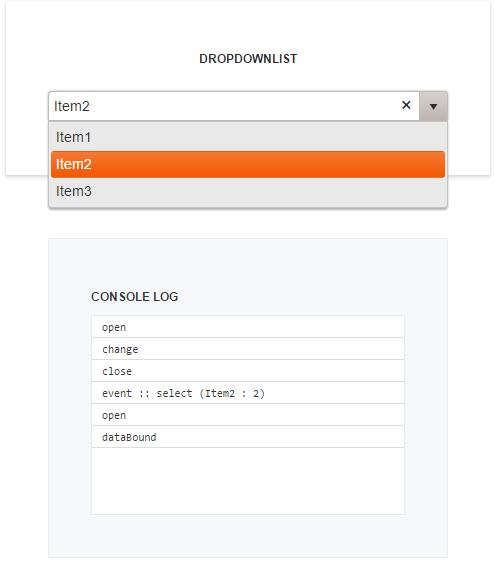 DROPDOWNLIST
Item2
Item1
Item2
Item3
CONSOLE LOG
open
change
close
event :: select (Item2 : 2)
open
dataBound